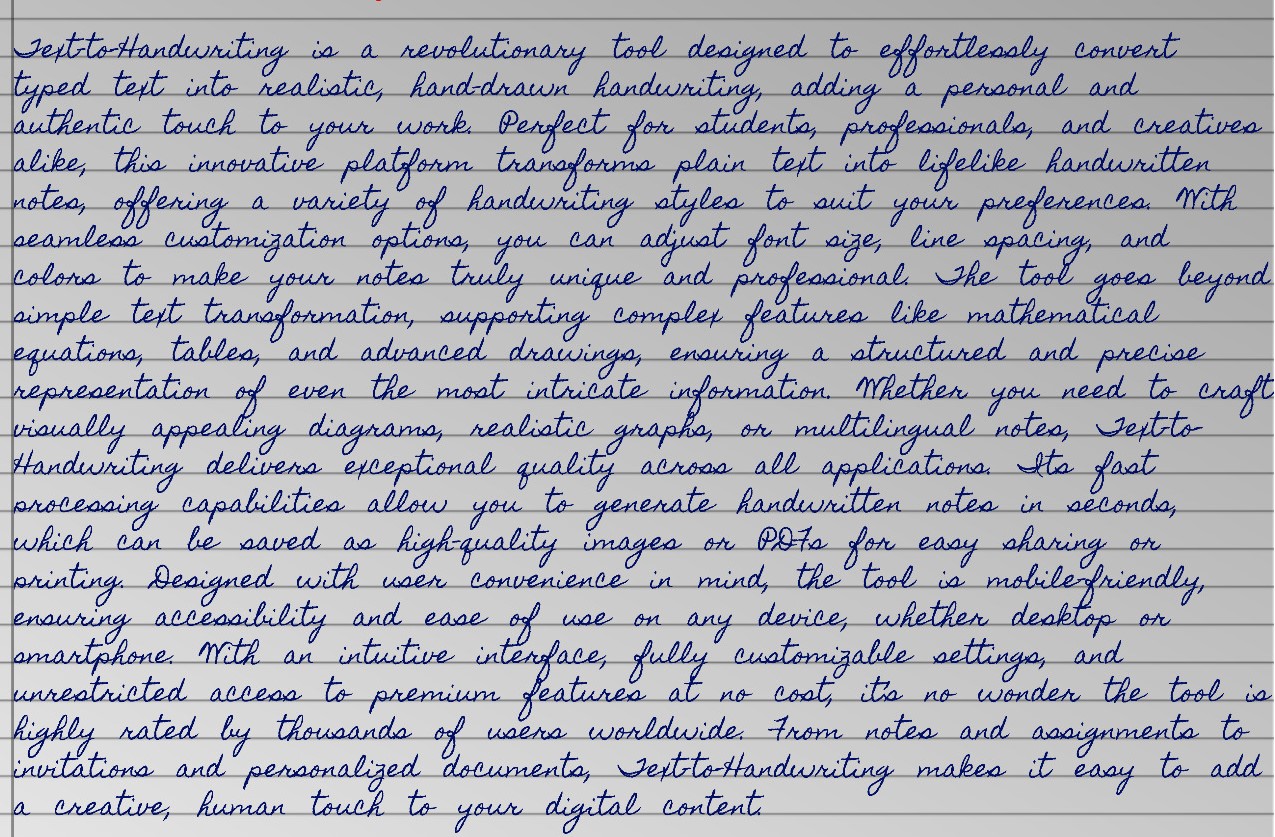 Text-to-Handwriting is a revolutionary tool designed to effortlessly convert
typed text into realistic, hand-drawn handwriting, adding a personal and
authentic touch to your work. Perfect for students, professionals, and creatives
alike, this innovative platform transforms plain text into lifelike handwritten
notes, offering a variety of handwriting styles to suit your preferences. With
seamless customization options, you can adjust font size, line spacing, and
colors to make your notes truly unique and professional. The tool goes beyond
simple text transformation, supporting complex features like mathematical
equations, tables, and advanced drawings, ensuring a structured and precise
representation of even the most intricate information. Whether you need to craft
visually appealing diagrams, realistic graphs, or multilingual notes, Text-to-
Handwriting delivers exceptional quality across all applications. Its fast
processing capabilities allow you to generate handwritten notes in seconds,
which can be saved as high-quality images or PDFs for easy sharing or
printing. Designed with user convenience in mind, the tool is mobile-friendly,
ensuring accessibility and ease of use on any device, whether desktop or
smartphone. With an intuitive interface, fully customizable settings, and
unrestricted access to premium features at no cost, it's no wonder the tool is
highly rated by thousands of users worldwide. From notes and assignments to
invitations and personalized documents, Text-to-Handwriting makes it easy to add
a creative, human touch to your digital content.